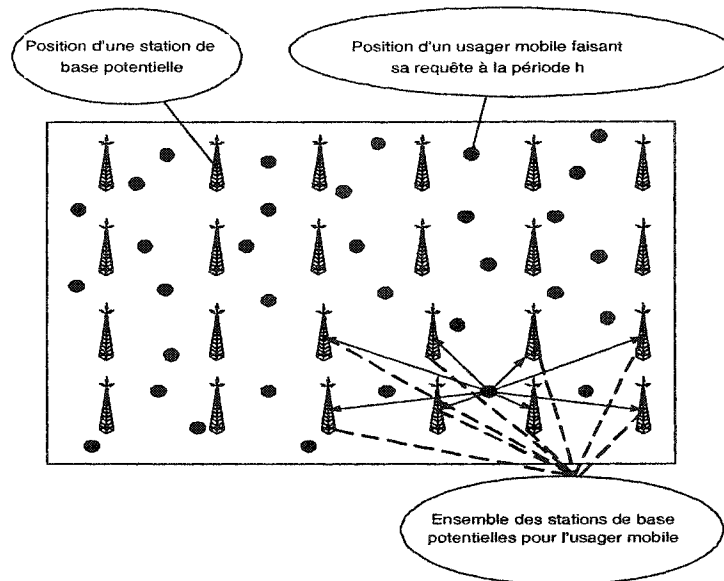 Position d'une station de
base potentielle
Position d'un usager mobile faisant
sa requête à la période h
Ensemble des stations de base
potentielles pour l'usager mobile